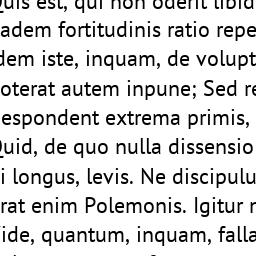 Quis est, qui non oderit libid
adem fortitudinis ratio repe
dem iste, inquam, de volupt
oterat autem inpune; Sed re
espondent extrema primis,
Quid, de quo nulla dissensio
i longus, levis. Ne discipulu
rat enim Polemonis. Igitur n
ide, quantum, inquam, falla